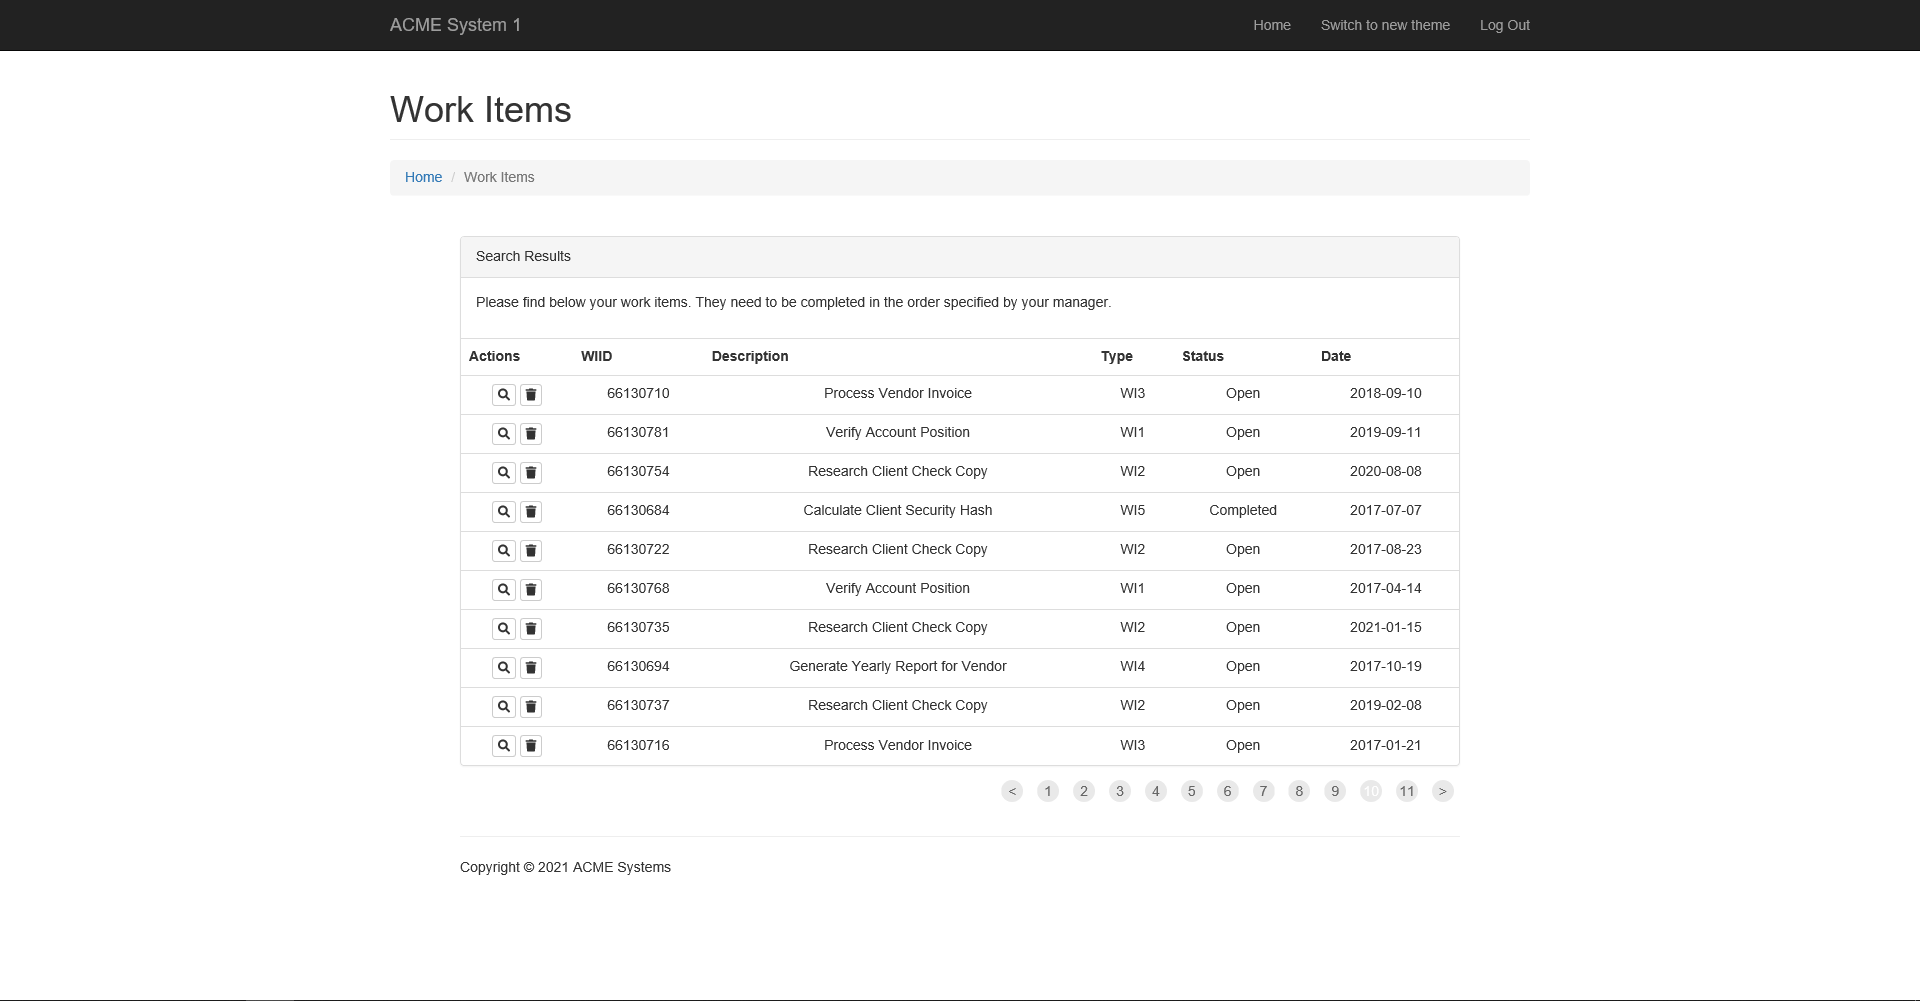 ACME System 1 Home Switch to new theme Log Out
Work Items
Home / Work Items
Search Results
Please find below your work items. They need to be completed in the order specified by your manager.
Actions WIID Description Type Status Date
66130710 Process Vendor Invoice WI3 Open 2018-09-10
66130781 Verify Account Position WI1 Open 2019-09-11
66130754 Research Client Check Copy WI2 Open 2020-08-08
66130684 Calculate Client Security Hash WI5 Completed 2017-07-07
66130722 Research Client Check Copy WI2 Open 2017-08-23
66130768 Verify Account Position WI1 Open 2017-04-14
66130735 Research Client Check Copy WI2 Open 2021-01-15
66130694 Generate Yearly Report for Vendor WI4 Open 2017-10-19
66130737 Research Client Check Copy WI2 Open 2019-02-08
66130716 Process Vendor Invoice WI3 Open 2017-01-21
< 1 2 3 4 5 6 7 8 9 10 11 >
Copyright © 2021 ACME Systems